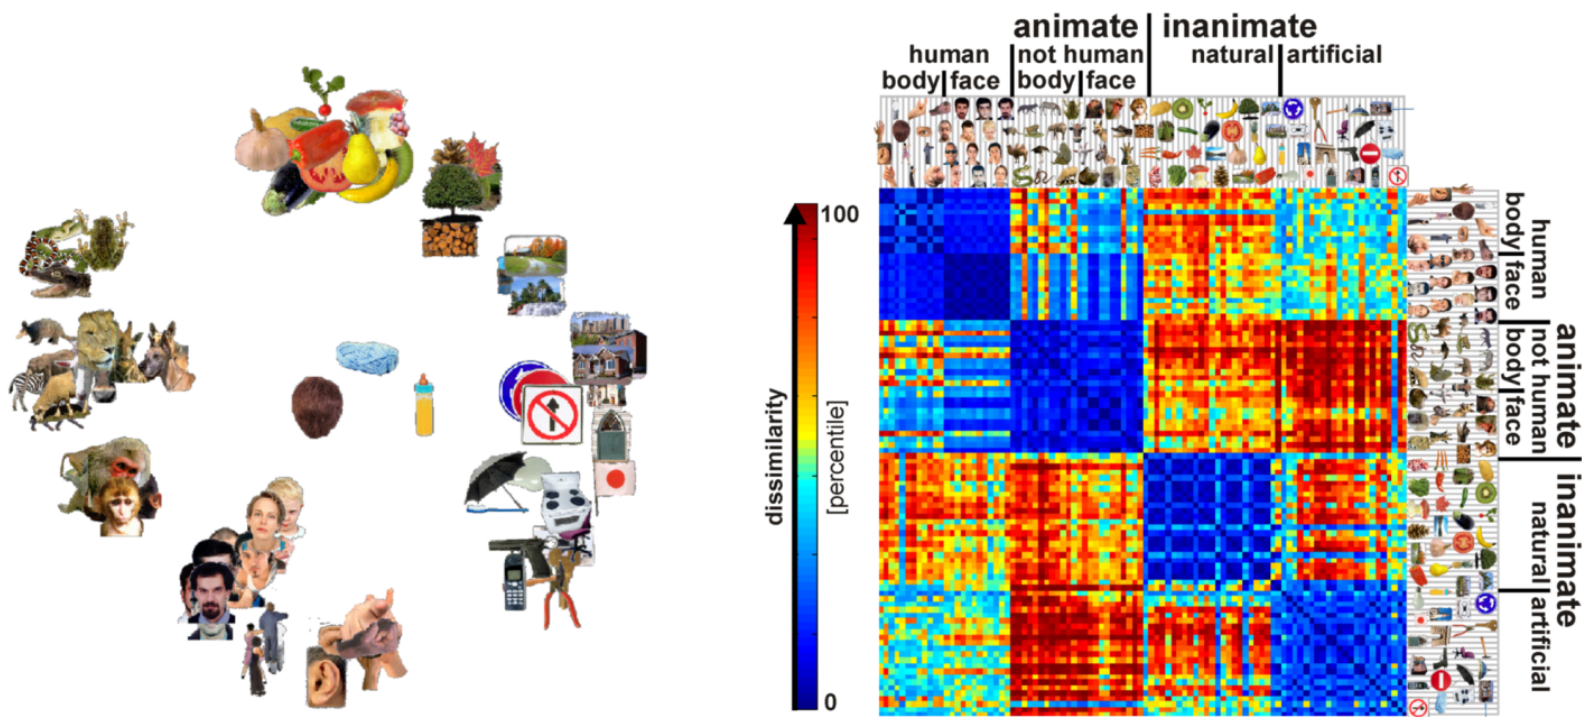 animate inanimate
human not human natural artificial
body face body face
100
dissimilarity
[percentile]
0
human
body face
animate
not human
body face
inanimate
natural artificial